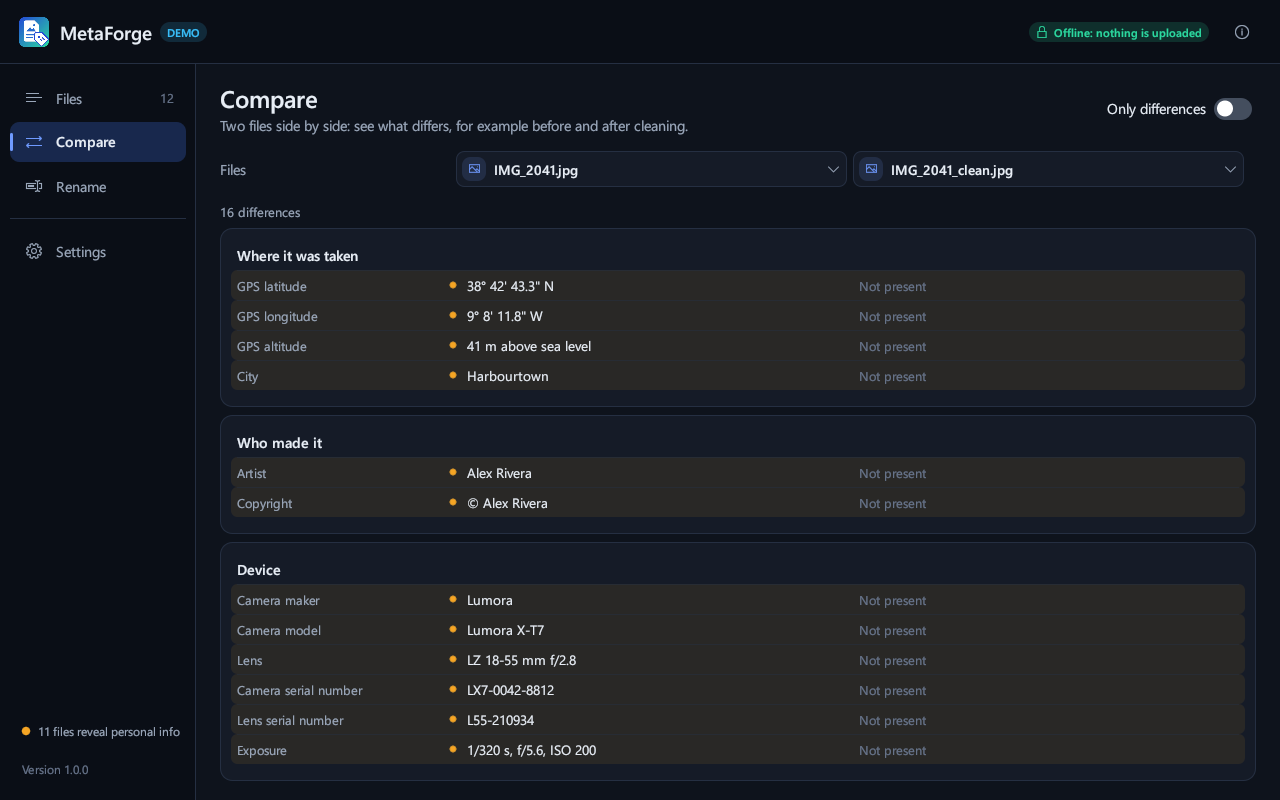 MetaForge DEMO
Offline: nothing is uploaded
Files 12
Compare
Rename
Settings
11 files reveal personal info
Version 1.0.0
Compare
Two files side by side: see what differs, for example before and after cleaning.
Only differences
Files IMG_2041.jpg IMG_2041_clean.jpg
16 differences
Where it was taken
GPS latitude 38° 42' 43.3" N Not present
GPS longitude 9° 8' 11.8" W Not present
GPS altitude 41 m above sea level Not present
City Harbourtown Not present
Who made it
Artist Alex Rivera Not present
Copyright © Alex Rivera Not present
Device
Camera maker Lumora Not present
Camera model Lumora X-T7 Not present
Lens LZ 18-55 mm f/2.8 Not present
Camera serial number LX7-0042-8812 Not present
Lens serial number L55-210934 Not present
Exposure 1/320 s, f/5.6, ISO 200 Not present